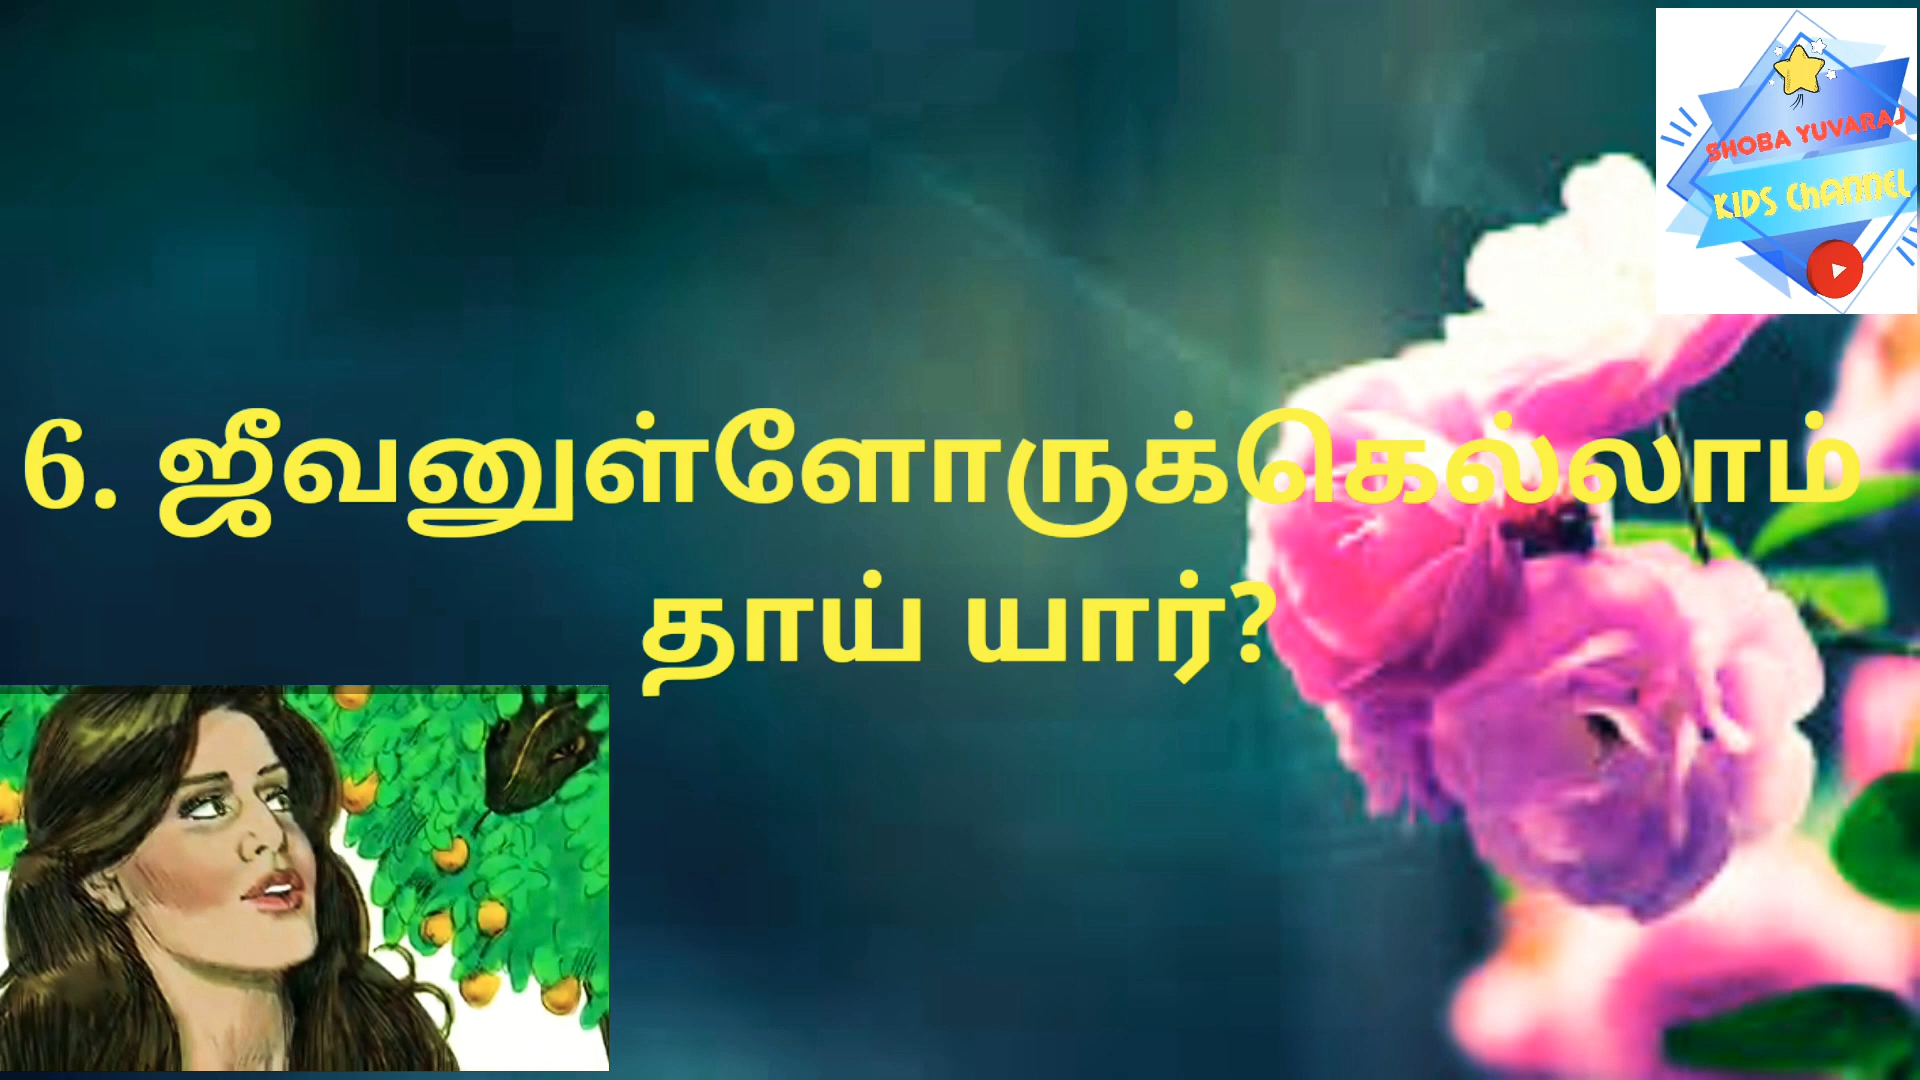 SHOBA YUVARAJ
KIDS ChANNEL
6. ஜீவனுள்ளோருக்கெல்லாம்
தாய் யார்?